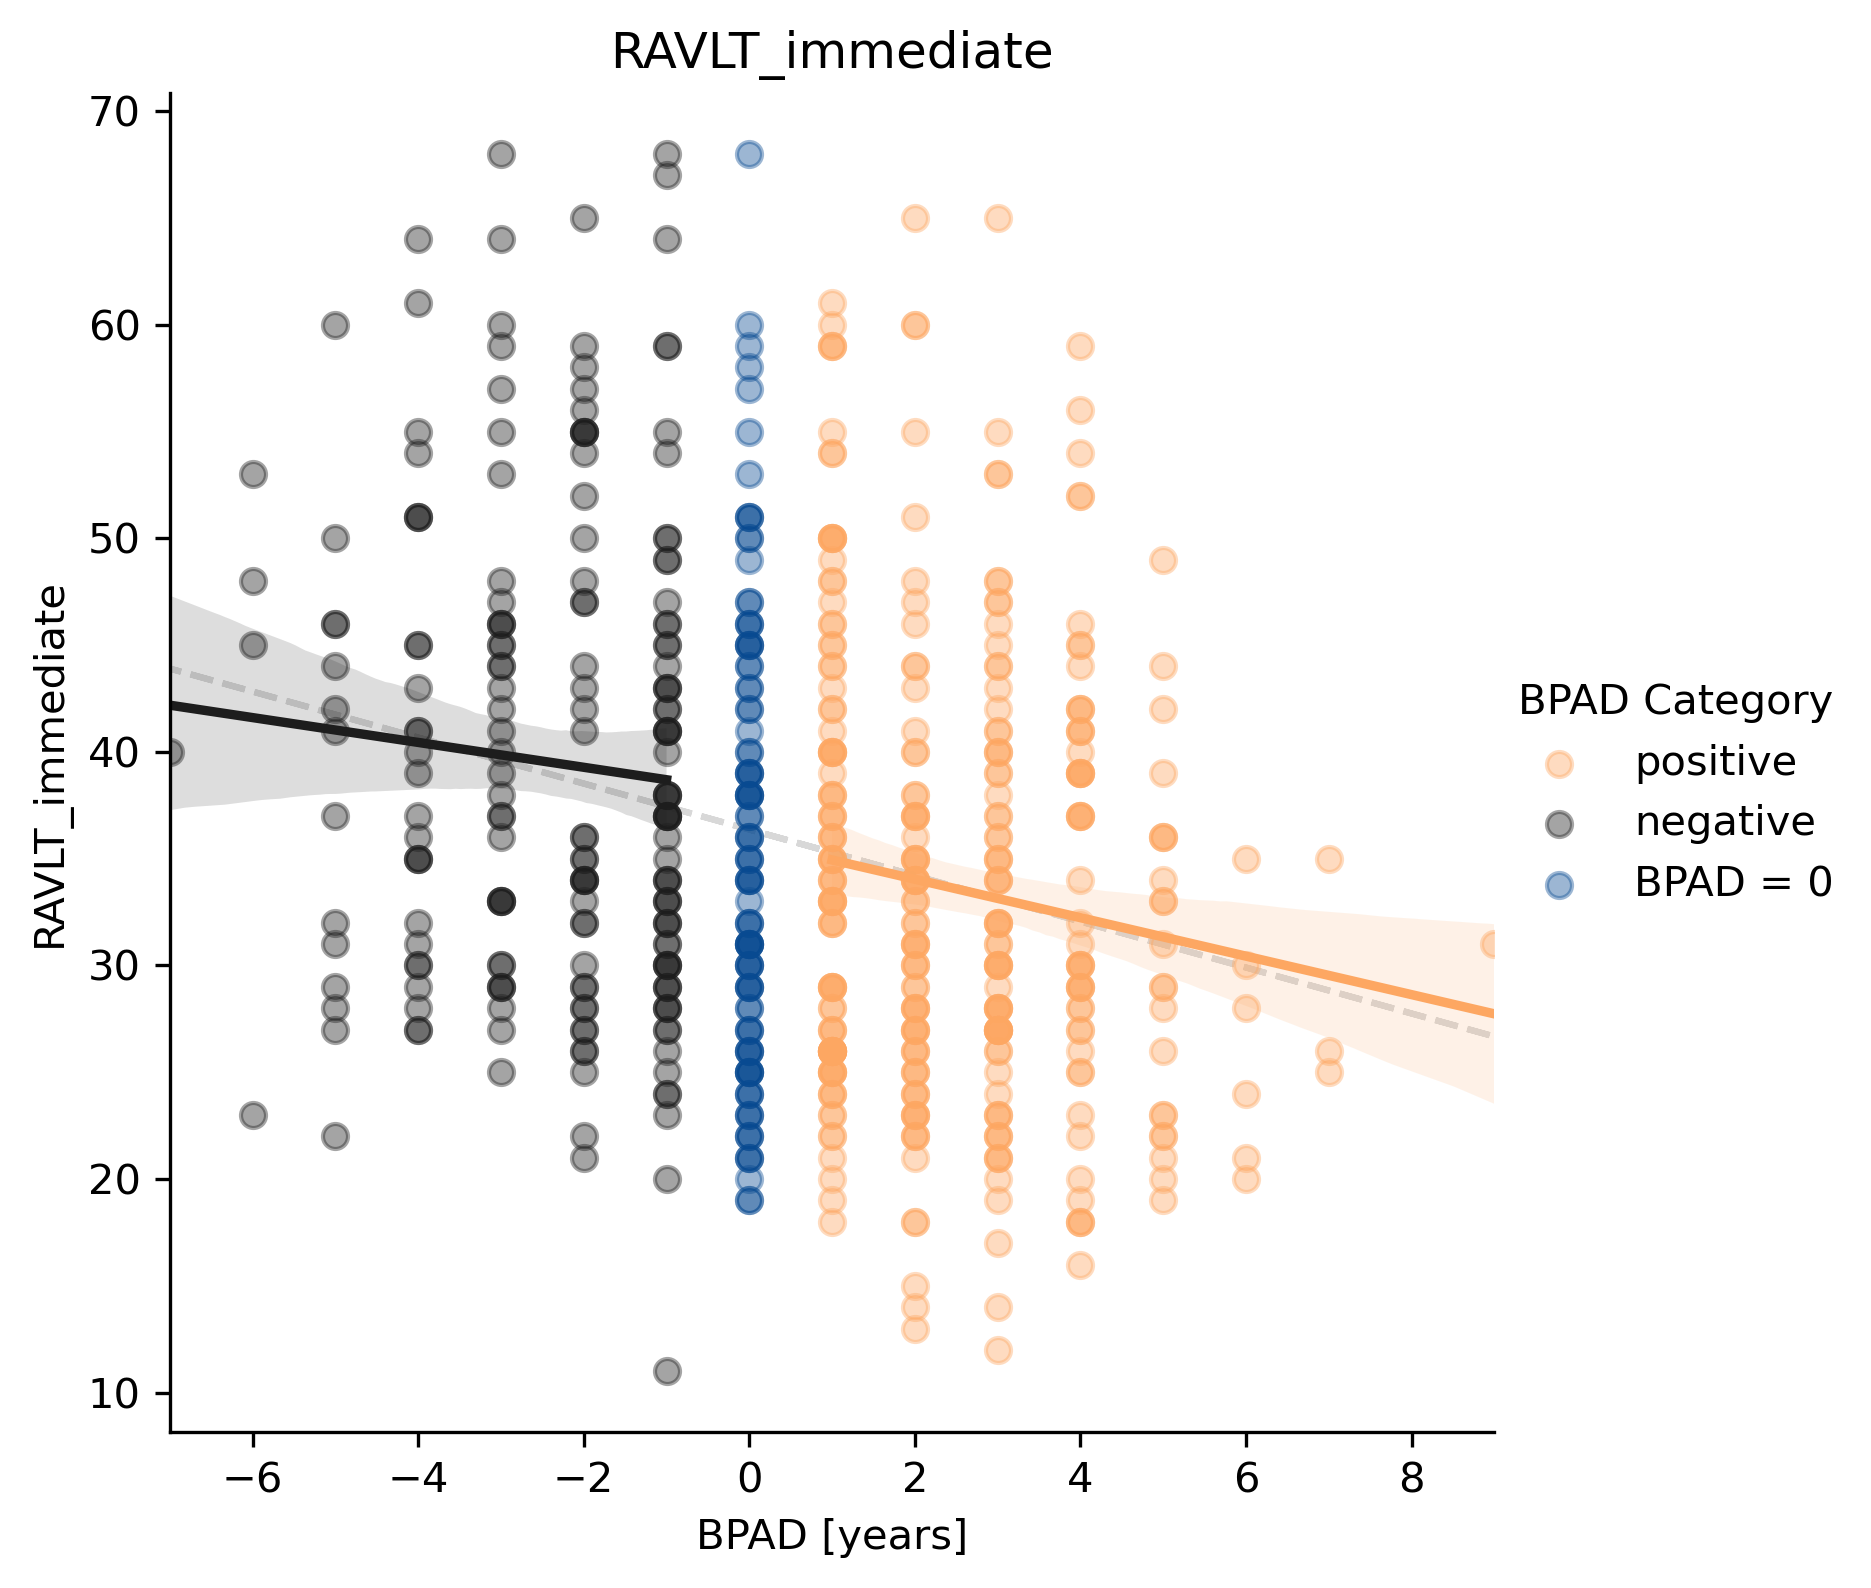 RAVLT_immediate
70
60
50
40
30
20
10
RAVLT_immediate
−6 −4 −2 0 2 4 6 8
BPAD [years]
BPAD Category
positive
negative
BPAD = 0